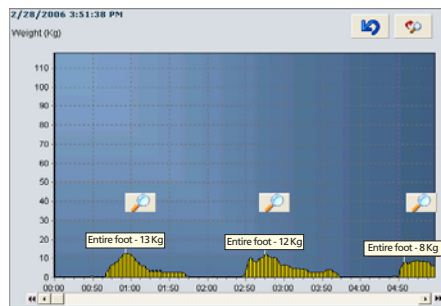 2/28/2006 3:51:38 PM
Weight (Kg)
110
100
90
80
70
60
50
40
30
20
10
0
Entire foot - 13 Kg
Entire foot - 12 Kg
Entire foot - 8 Kg
00:00 00:50 01:00 01:50 02:00 02:50 03:00 03:50 04:00 04:50